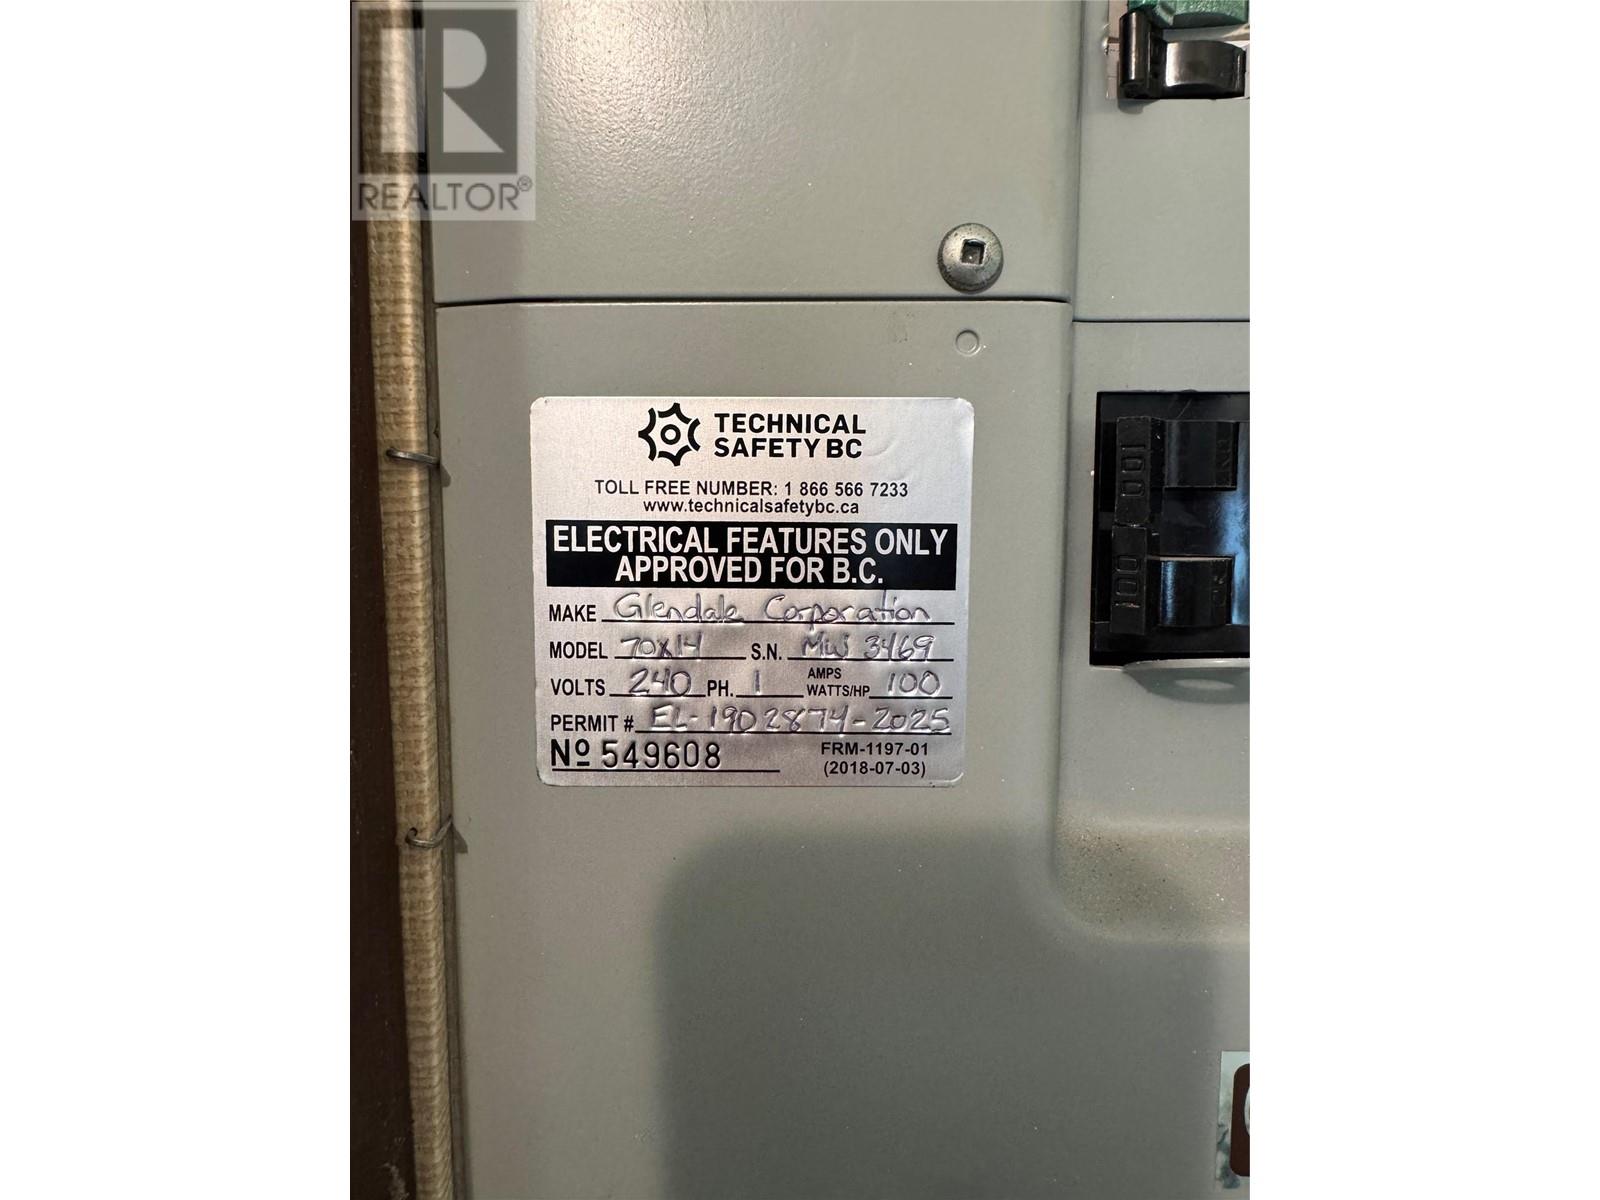 R
REALTOR®
TECHNICAL
SAFETY BC
TOLL FREE NUMBER: 1 866 566 7233
www.technicalsafetybc.ca
ELECTRICAL FEATURES ONLY
APPROVED FOR B.C.
MAKE Glendale Corporation
MODEL 70x14 S.N. MW 3469
VOLTS 240 PH. 1 AMPS WATTS/HP 100
PERMIT # EL-1902874-2025
Nº 549608
FRM-1197-01
(2018-07-03)
100
100